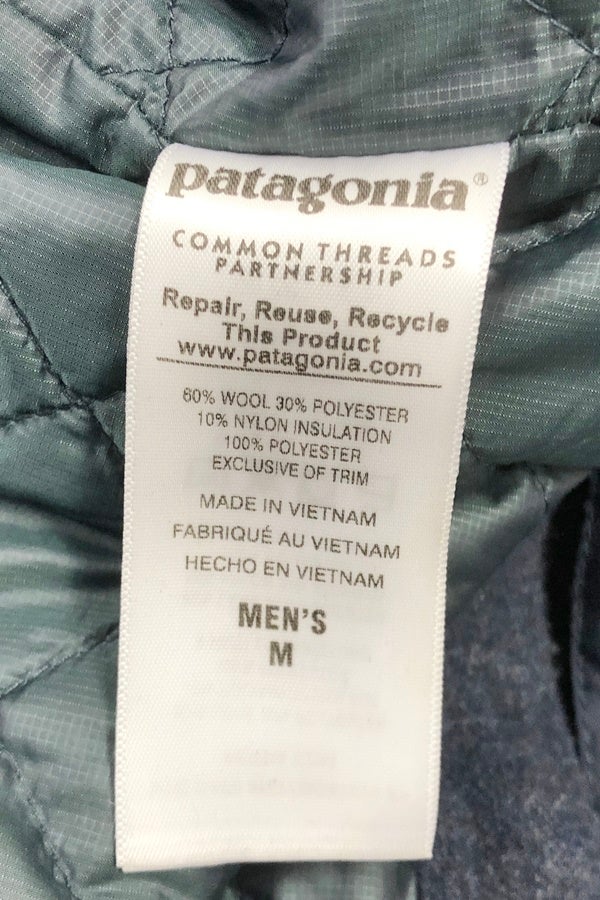 patagonia®
COMMON THREADS
PARTNERSHIP
Repair, Reuse, Recycle
This Product
www.patagonia.com
60% WOOL 30% POLYESTER
10% NYLON INSULATION
100% POLYESTER
EXCLUSIVE OF TRIM
MADE IN VIETNAM
FABRIQUÉ AU VIETNAM
HECHO EN VIETNAM
MEN'S
M